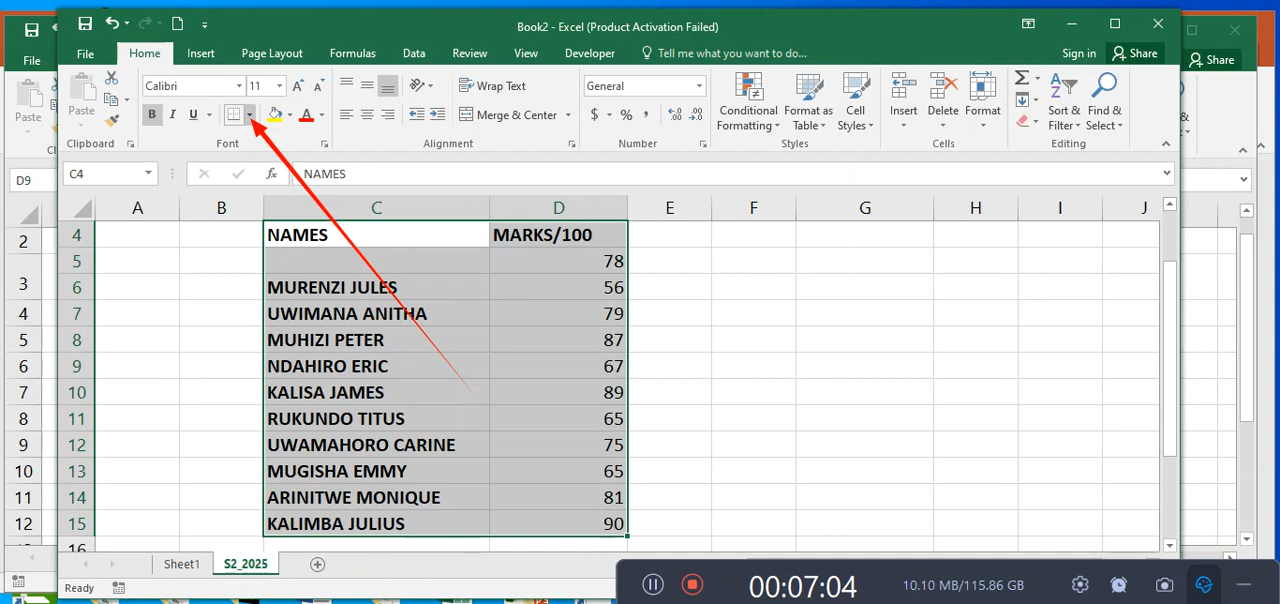 Book2 - Excel (Product Activation Failed)
File Home Insert Page Layout Formulas Data Review View Developer Tell me what you want to do... Sign in Share
File Share
Paste Calibri 11 Wrap Text General Conditional Formatting Format as Table Cell Styles Insert Delete Format Sort & Filter Find & Select
Paste B I U A Merge & Center $ % ,
Clipboard Font Alignment Number Styles Cells Editing
D9 C4 fx NAMES
A B C D E F G H I J
4 NAMES MARKS/100
5 78
6 MURENZI JULES 56
7 UWIMANA ANITHA 79
8 MUHIZI PETER 87
9 NDAHIRO ERIC 67
10 KALISA JAMES 89
11 RUKUNDO TITUS 65
12 UWAMAHORO CARINE 75
13 MUGISHA EMMY 65
14 ARINITWE MONIQUE 81
15 KALIMBA JULIUS 90
16
2
3
4
5
6
7
8
9
10
11
12
Sheet1 S2_2025
Ready
00:07:04 10.10 MB/115.86 GB